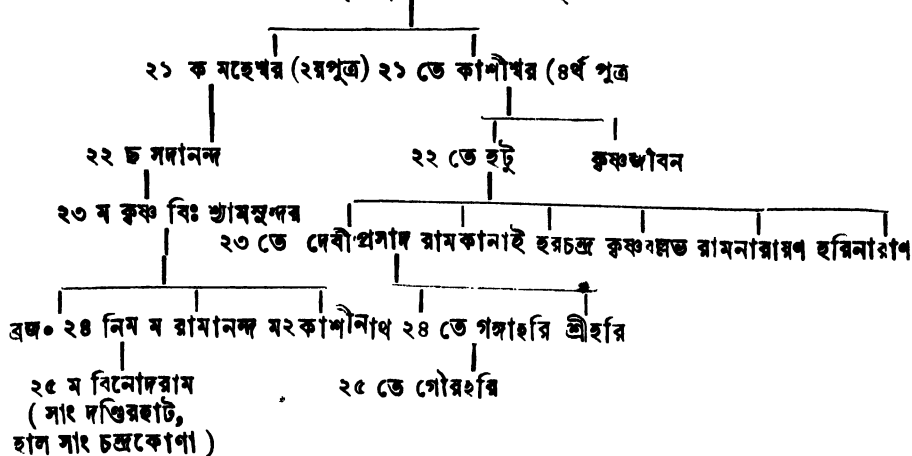 ২১ ক মহেশ্বর (২য়পুত্র) ২১ তে কাশীশ্বর (৪র্থ পুত্র
২২ চ সদানন্দ ২২ তে হটু কৃষ্ণজীবন
২৩ ম কৃষ্ণ বিঃ শ্যামসুন্দর
২৩ তে দেবীপ্রসাদ রামকানাই হরচন্দ্র কৃষ্ণবল্লভ রামনারায়ণ হরিনারাণ
ব্রজ০ ২৪ নিম ম রামানন্দ ম২কাশীনাথ ২৪ তে গঙ্গাহরি শ্রীহরি
২৫ ম বিনোদরাম ২৫ তে গৌরহরি
( সাং দণ্ডিরহাট,
হাল সাং চন্দ্রকোণা )